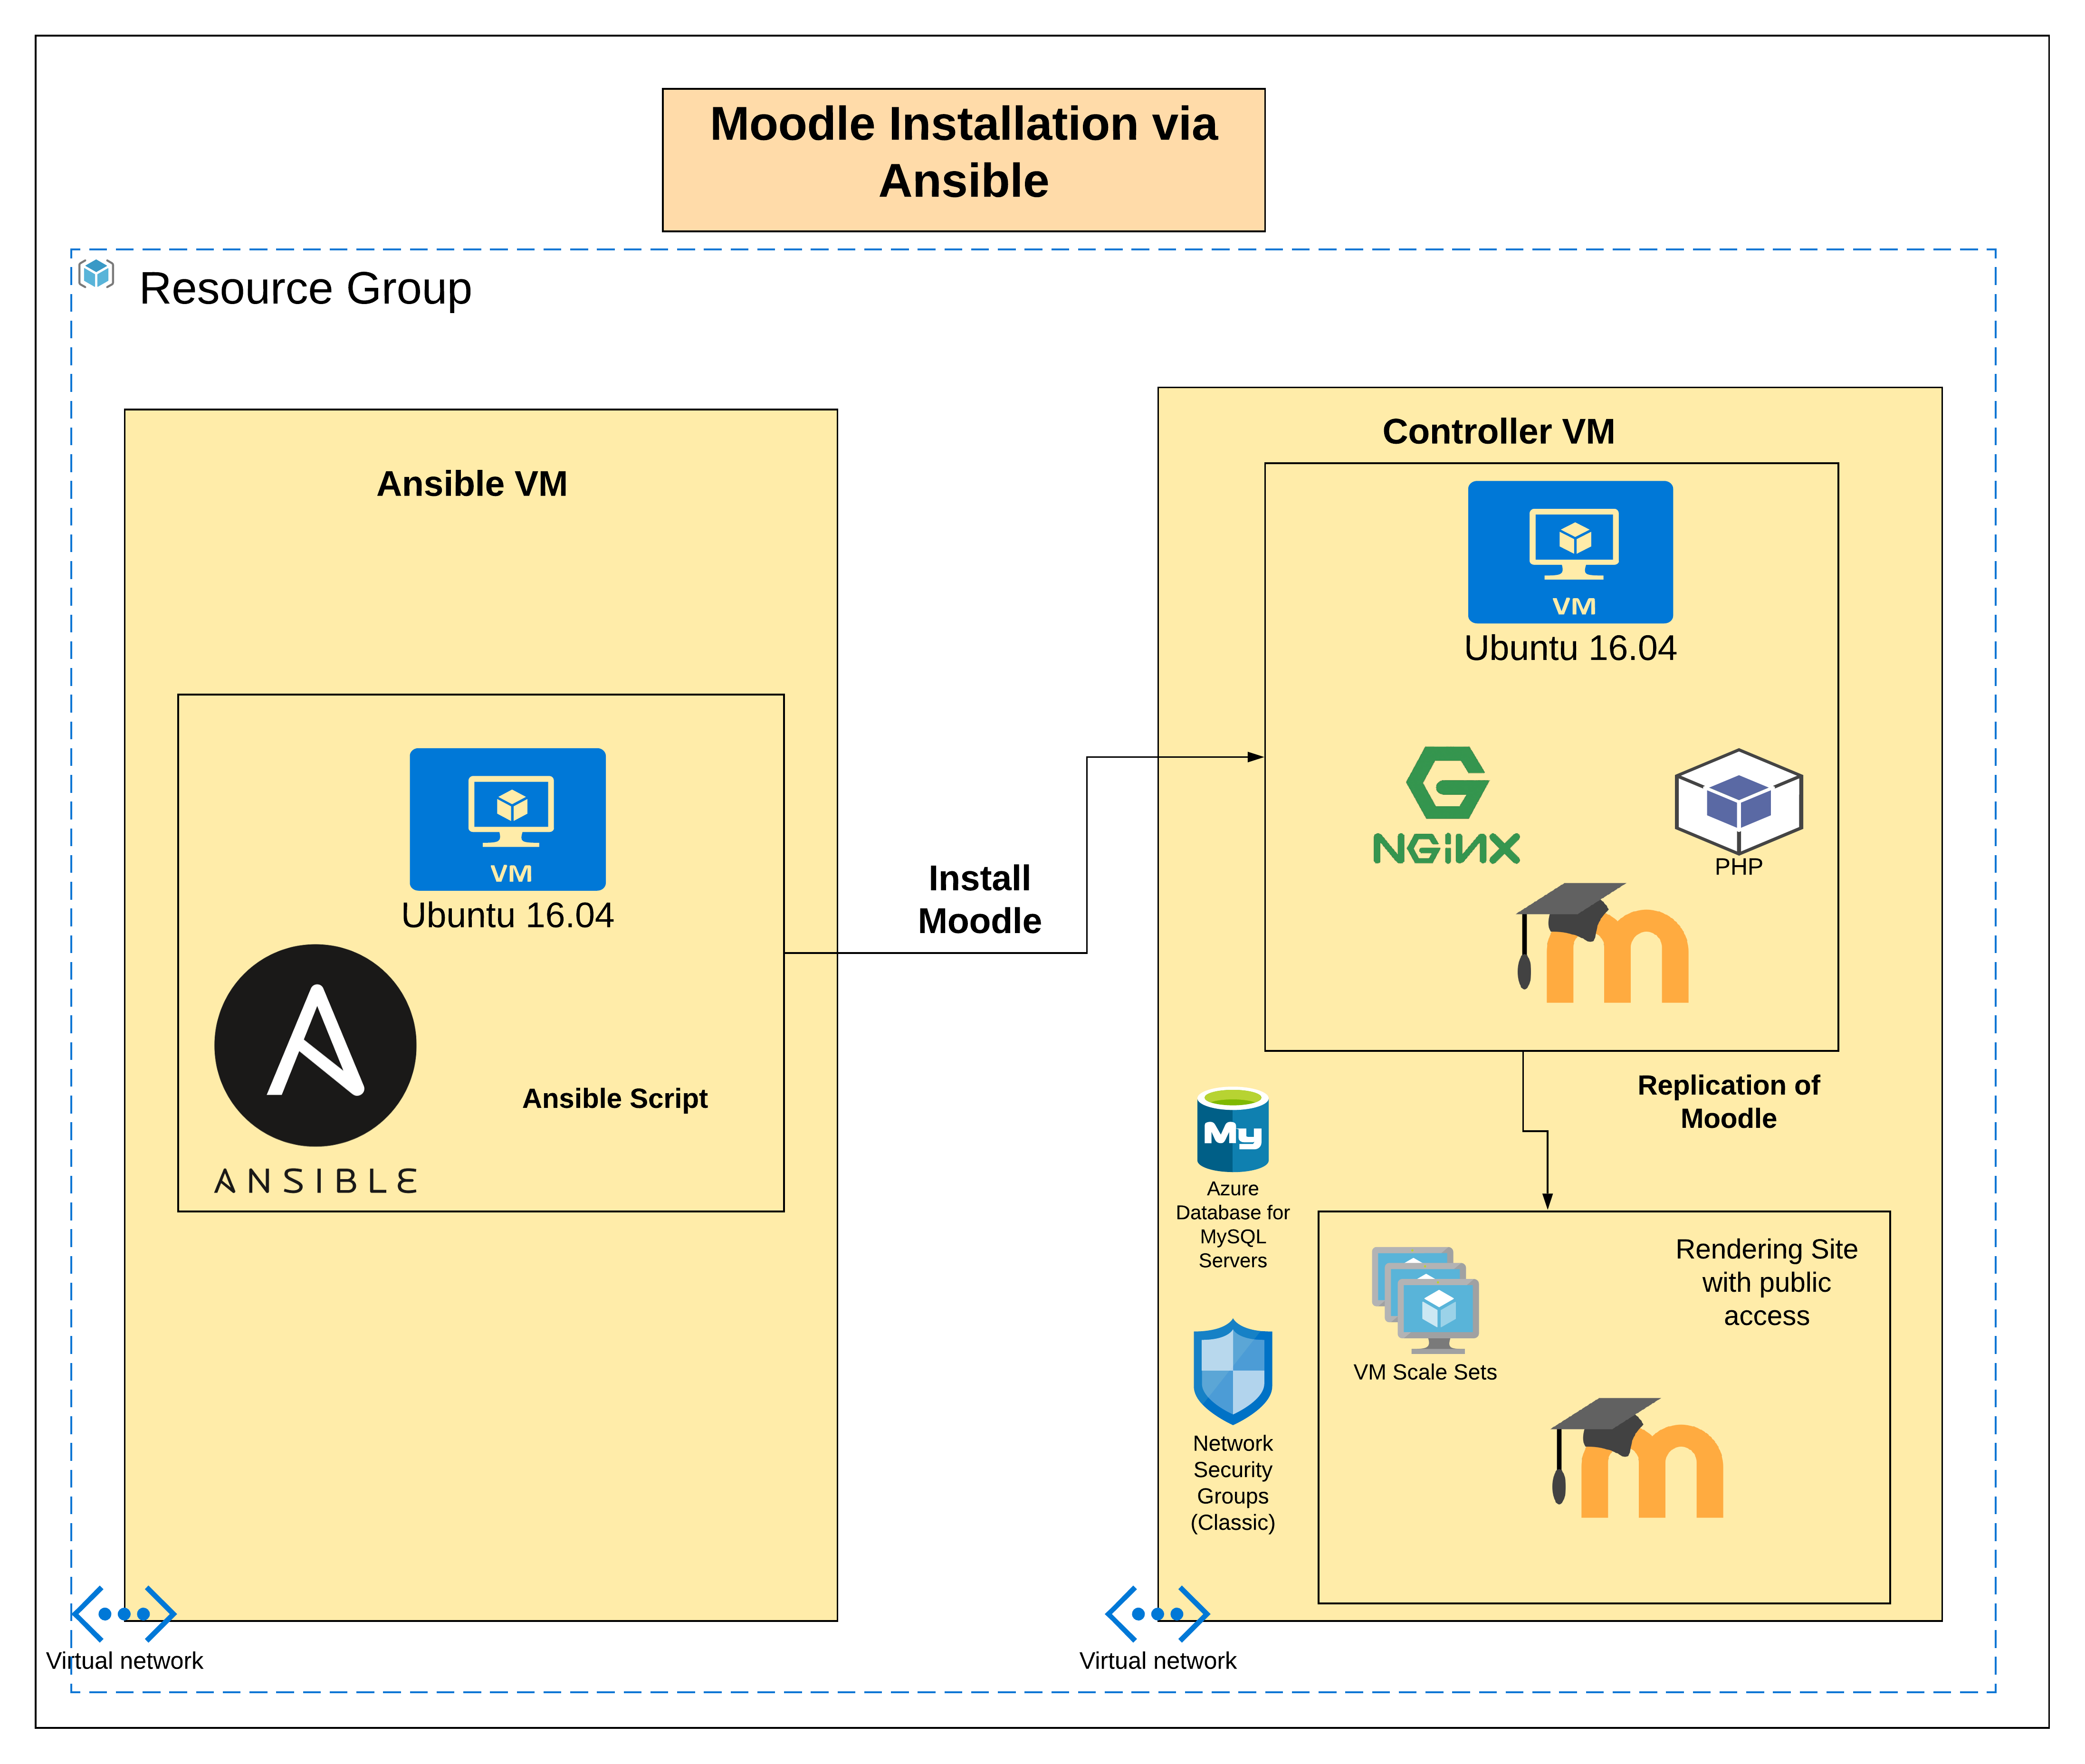 Moodle Installation via
Ansible
Resource Group
Ansible VM
VM
Ubuntu 16.04
ANSIBLE
Ansible Script
Install
Moodle
Controller VM
VM
Ubuntu 16.04
NGINX
PHP
m
Replication of
Moodle
My
Azure
Database for
MySQL
Servers
Network
Security
Groups
(Classic)
VM Scale Sets
Rendering Site
with public
access
m
Virtual network
Virtual network